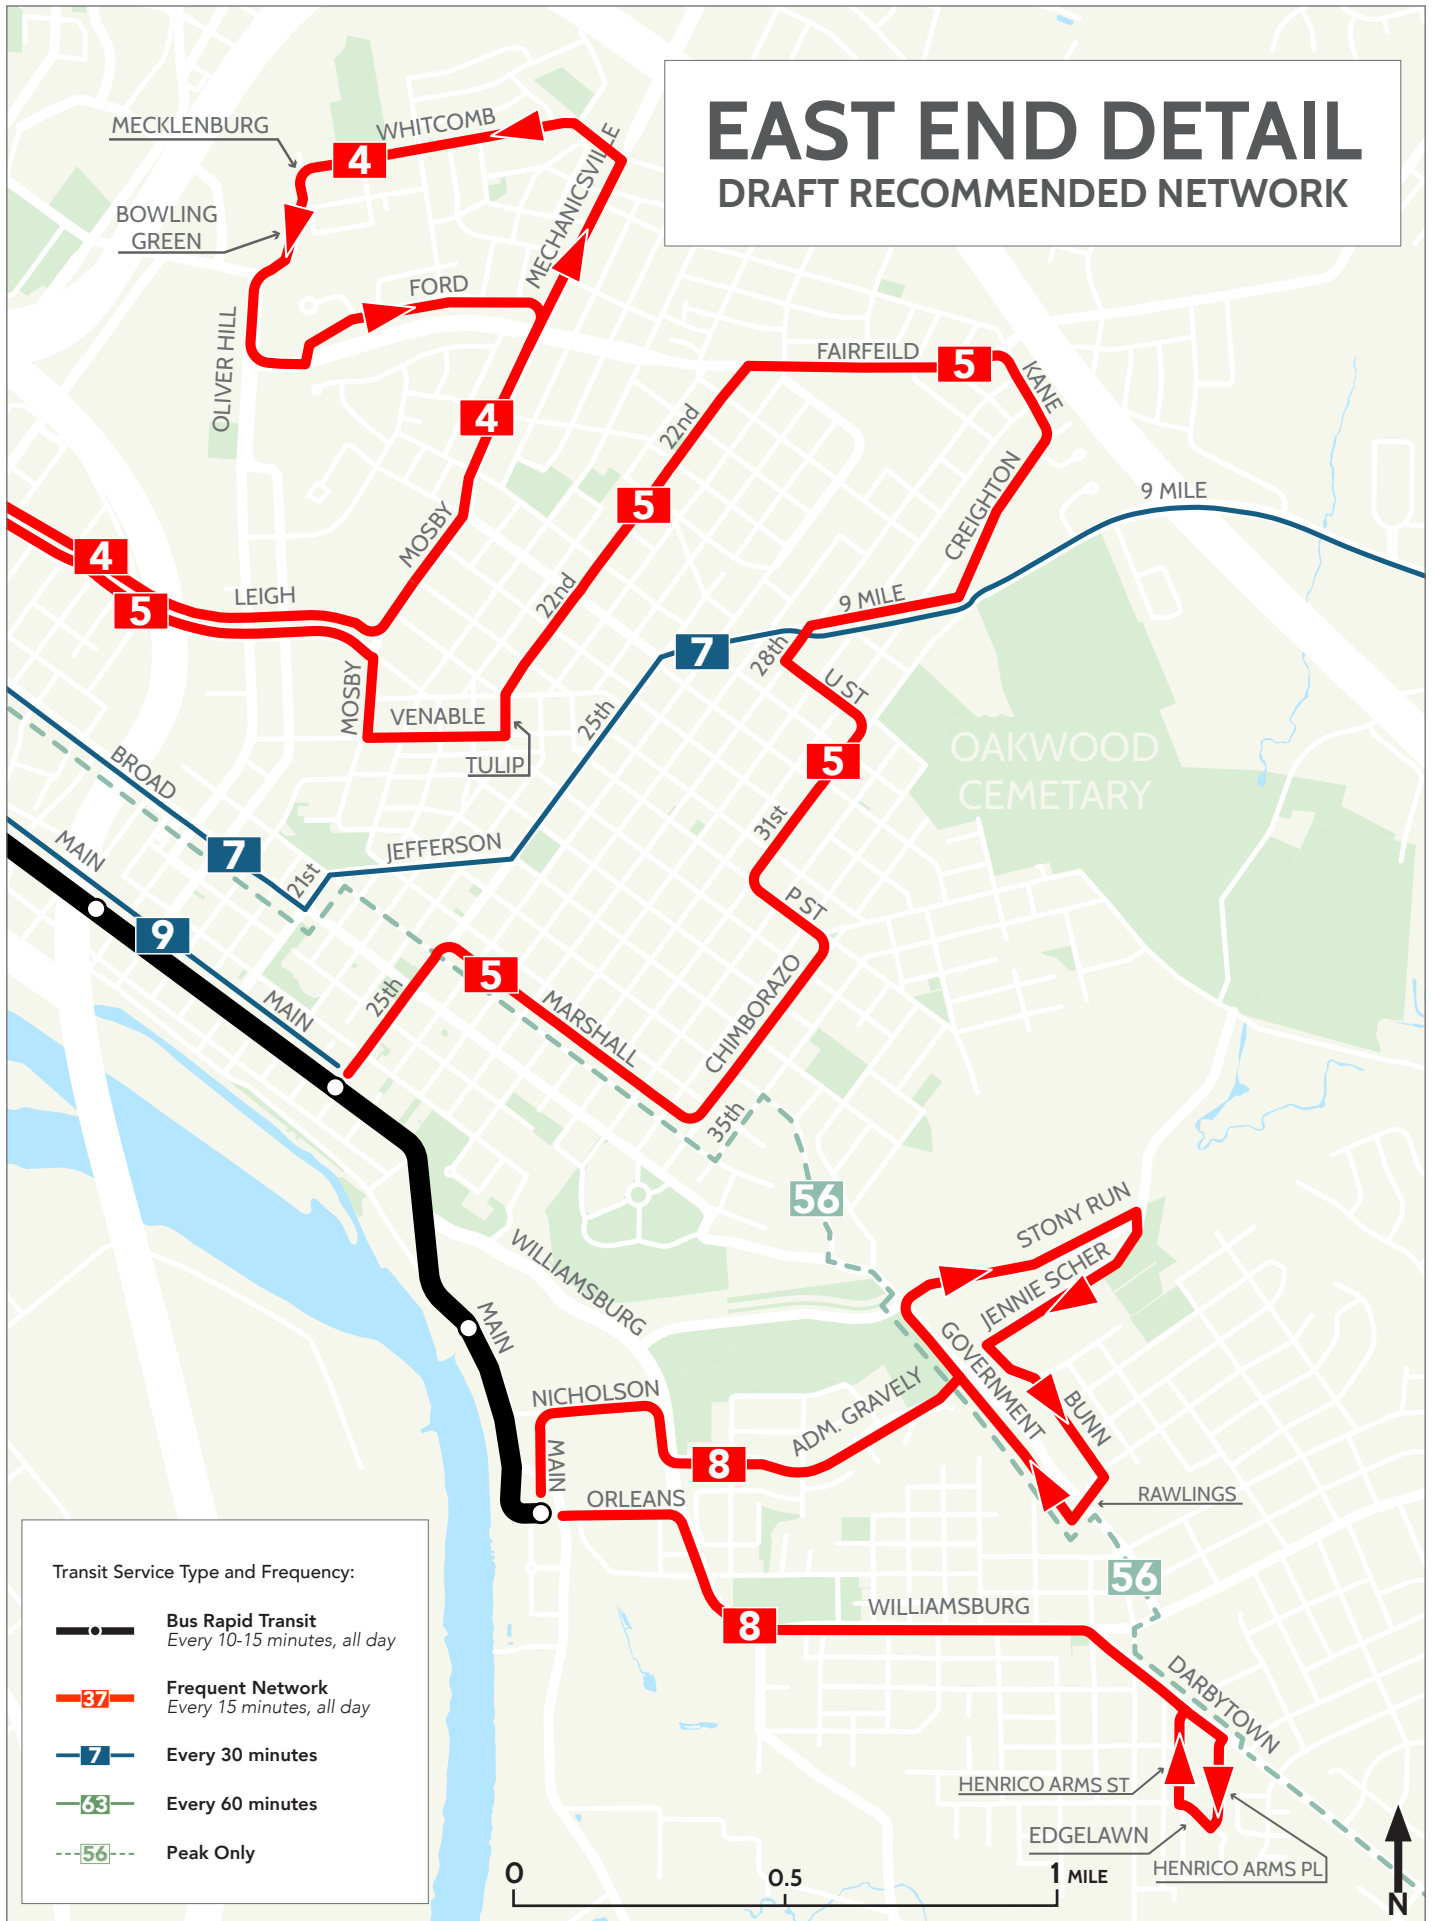 EAST END DETAIL
DRAFT RECOMMENDED NETWORK
MECKLENBURG
WHITCOMB
4
MECHANICSVILLE
BOWLING
GREEN
FORD
OLIVER HILL
FAIRFEILD
5
KANE
4
22nd
5
CREIGHTON
9 MILE
MOSBY
4
5
LEIGH
22nd
9 MILE
7
28th
MOSBY
VENABLE
TULIP
U ST
25th
5
OAKWOOD
CEMETARY
BROAD
31st
MAIN
7
21st
JEFFERSON
P ST
9
MAIN
25th
5
MARSHALL
CHIMBORAZO
35th
56
STONY RUN
JENNIE SCHER
WILLIAMSBURG
MAIN
GOVERNMENT
NICHOLSON
ADM. GRAVELY
BUNN
MAIN
8
ORLEANS
RAWLINGS
56
8
WILLIAMSBURG
DARBYTOWN
HENRICO ARMS ST
EDGELAWN
HENRICO ARMS PL
Transit Service Type and Frequency:
Bus Rapid Transit
Every 10-15 minutes, all day
37
Frequent Network
Every 15 minutes, all day
7
Every 30 minutes
63
Every 60 minutes
56
Peak Only
0
0.5
1 MILE
N